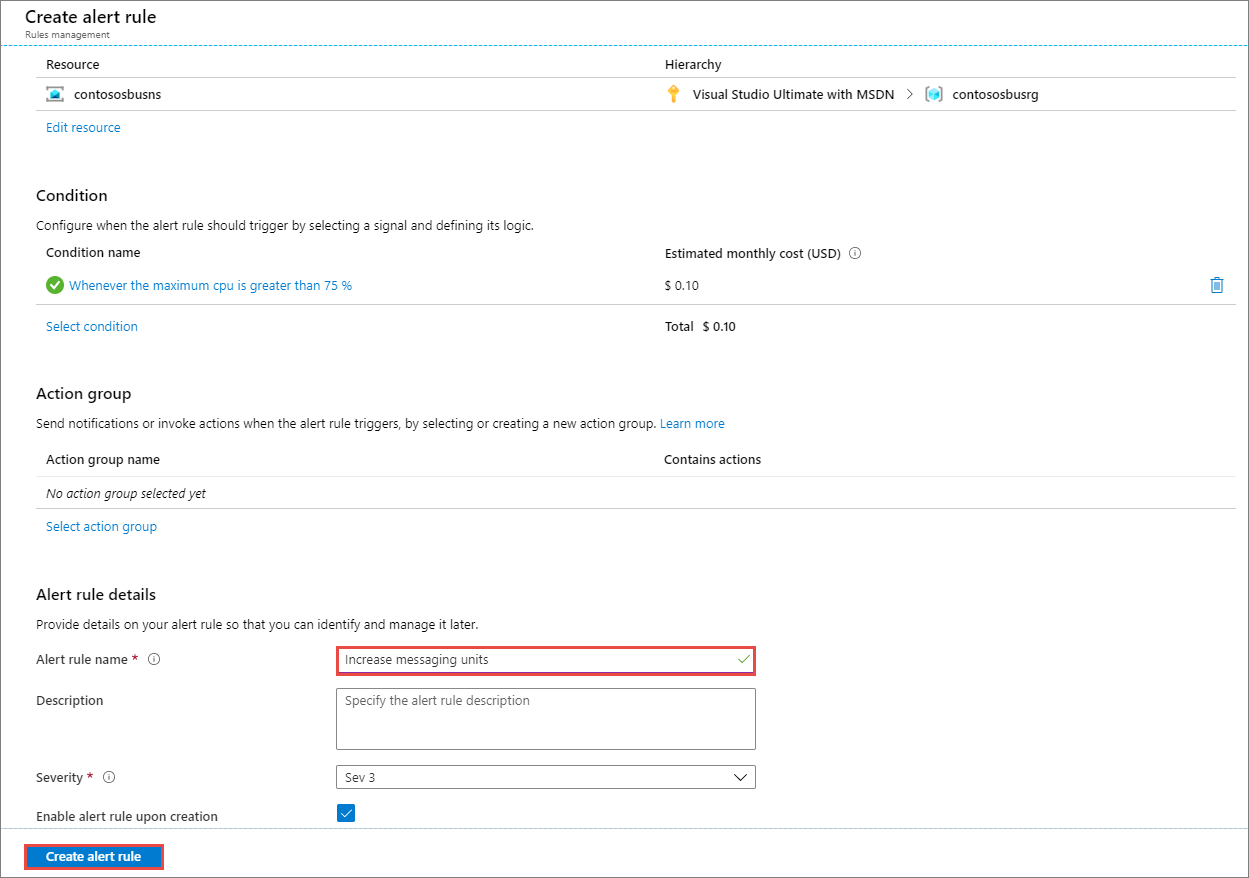 Create alert rule
Rules management
Resource Hierarchy
contososbusns Visual Studio Ultimate with MSDN > contososbusrg
Edit resource
Condition
Configure when the alert rule should trigger by selecting a signal and defining its logic.
Condition name Estimated monthly cost (USD)
Whenever the maximum cpu is greater than 75 % $ 0.10
Select condition Total $ 0.10
Action group
Send notifications or invoke actions when the alert rule triggers, by selecting or creating a new action group. Learn more
Action group name Contains actions
No action group selected yet
Select action group
Alert rule details
Provide details on your alert rule so that you can identify and manage it later.
Alert rule name * Increase messaging units
Description Specify the alert rule description
Severity * Sev 3
Enable alert rule upon creation
Create alert rule